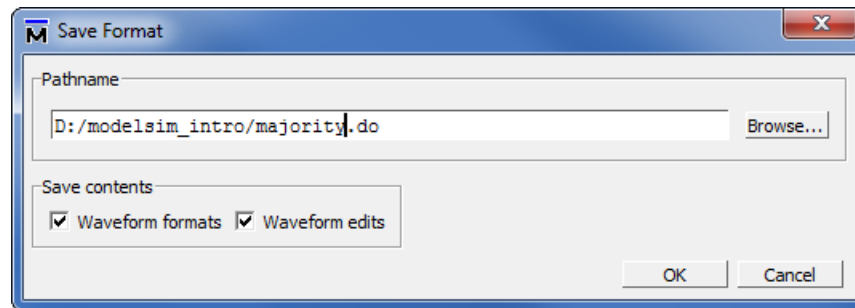 Save Format
Pathname
D:/modelsim_intro/majority.do
Browse...
Save contents
Waveform formats Waveform edits
OK Cancel